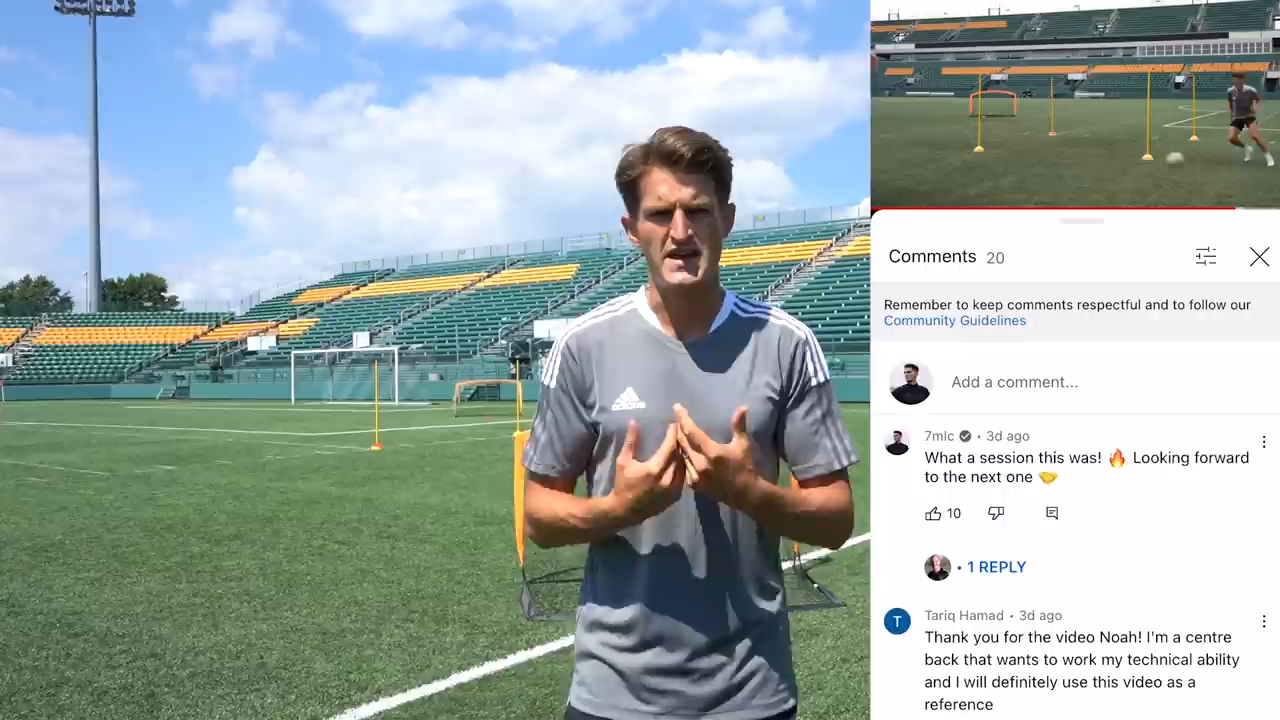 adidas
Comments 20
Remember to keep comments respectful and to follow our
Community Guidelines
Add a comment...
7mlc • 3d ago
What a session this was! 🔥 Looking forward
to the next one 🤝
10
• 1 REPLY
T
Tariq Hamad • 3d ago
Thank you for the video Noah! I'm a centre
back that wants to work my technical ability
and I will definitely use this video as a
reference